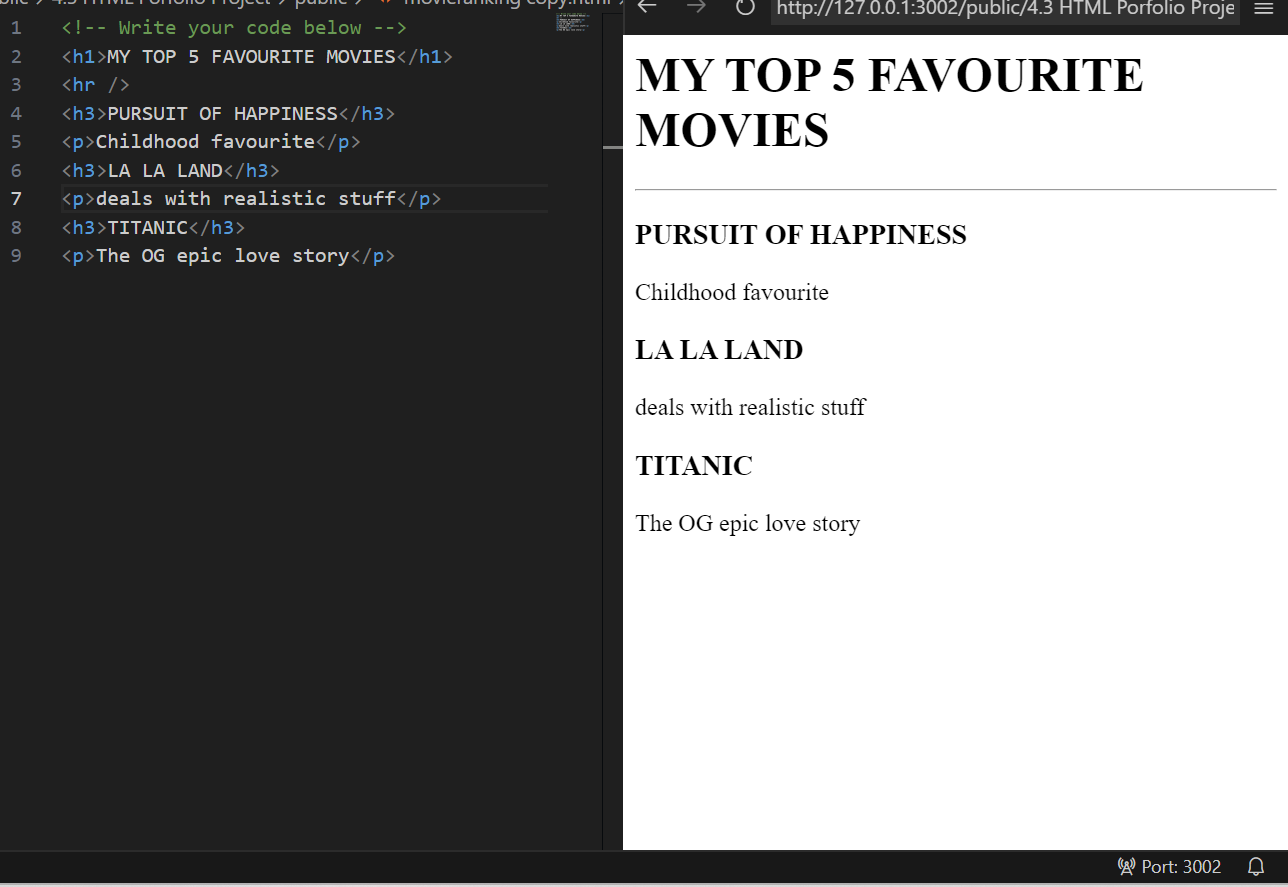 4.3 HTML Porfolio Project > public > movieranking copy.html >
http://127.0.0.1:3002/public/4.3 HTML Porfolio Proje
1 <!-- Write your code below -->
2 <h1>MY TOP 5 FAVOURITE MOVIES</h1>
3 <hr />
4 <h3>PURSUIT OF HAPPINESS</h3>
5 <p>Childhood favourite</p>
6 <h3>LA LA LAND</h3>
7 <p>deals with realistic stuff</p>
8 <h3>TITANIC</h3>
9 <p>The OG epic love story</p>
MY TOP 5 FAVOURITE
MOVIES
PURSUIT OF HAPPINESS
Childhood favourite
LA LA LAND
deals with realistic stuff
TITANIC
The OG epic love story
Port: 3002